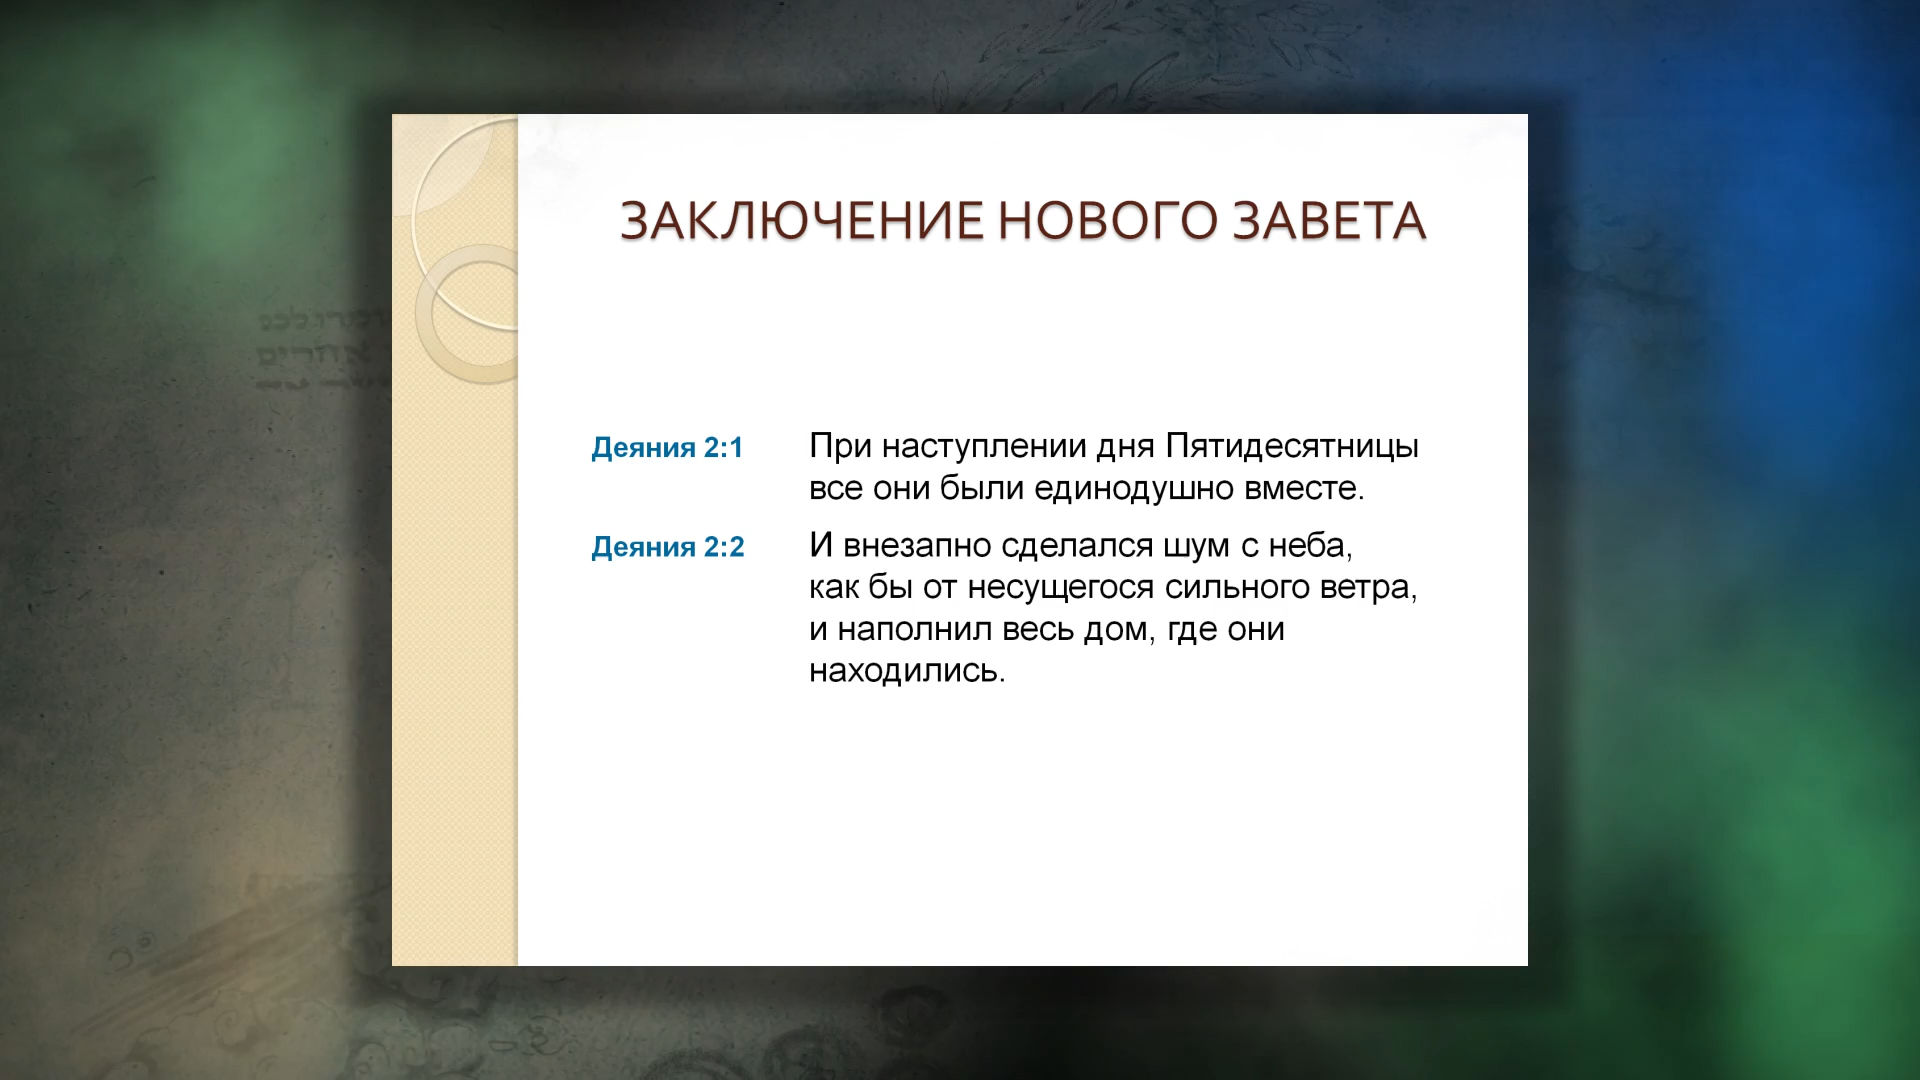 ЗАКЛЮЧЕНИЕ НОВОГО ЗАВЕТА
Деяния 2:1 При наступлении дня Пятидесятницы
все они были единодушно вместе.
Деяния 2:2 И внезапно сделался шум с неба,
как бы от несущегося сильного ветра,
и наполнил весь дом, где они
находились.